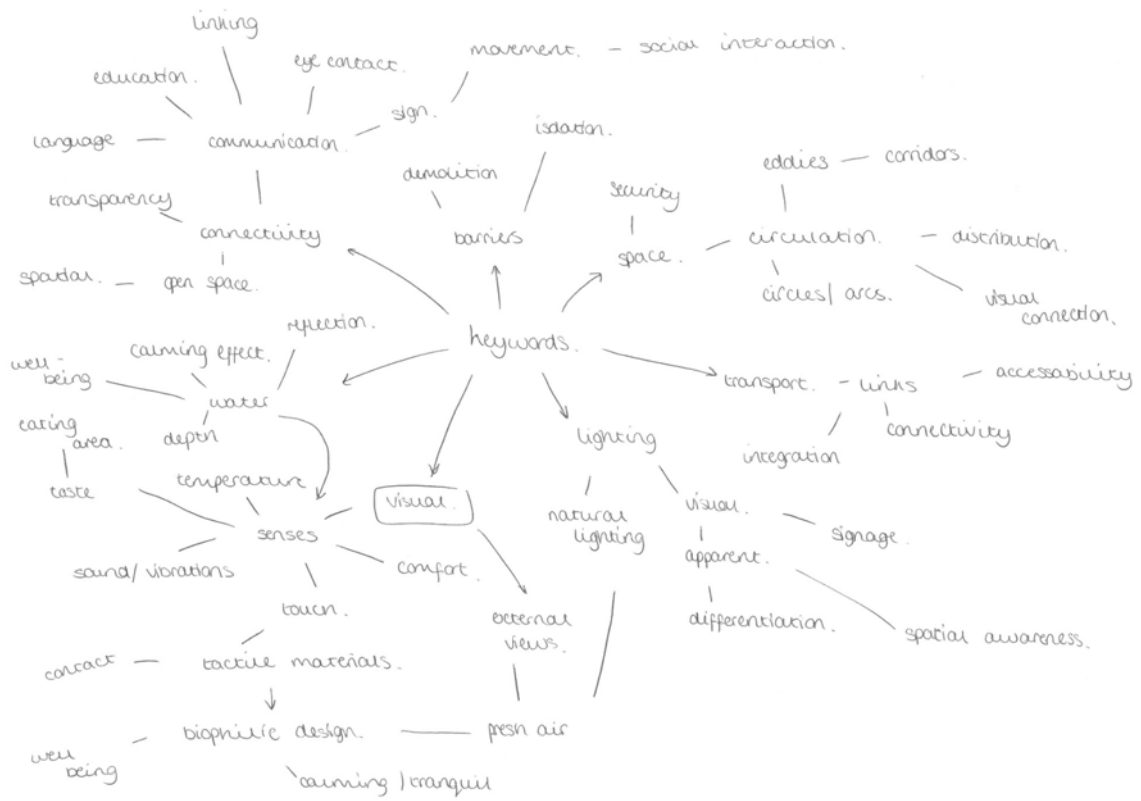 linking
education.
eye contact.
movement. - social interaction.
sign.
language
communication.
isolation.
demolition
eddies
corridors.
transparency
security
connectivity
barriers
space.
circulation.
distribution.
spatial.
open space.
circles/ arcs.
visual
connection.
reflection.
keywords.
well-
being
calming effect.
water
depth
transport.
links
accessability
connectivity
integration
eating
area.
taste
temperature
lighting
visual.
natural
lighting
visual.
signage.
senses
apparent.
sound/ vibrations
comfort.
touch.
external
views.
differentiation.
spatial awareness.
contact
tactile materials.
biophilic design.
fresh air
well
being
calming / tranquil